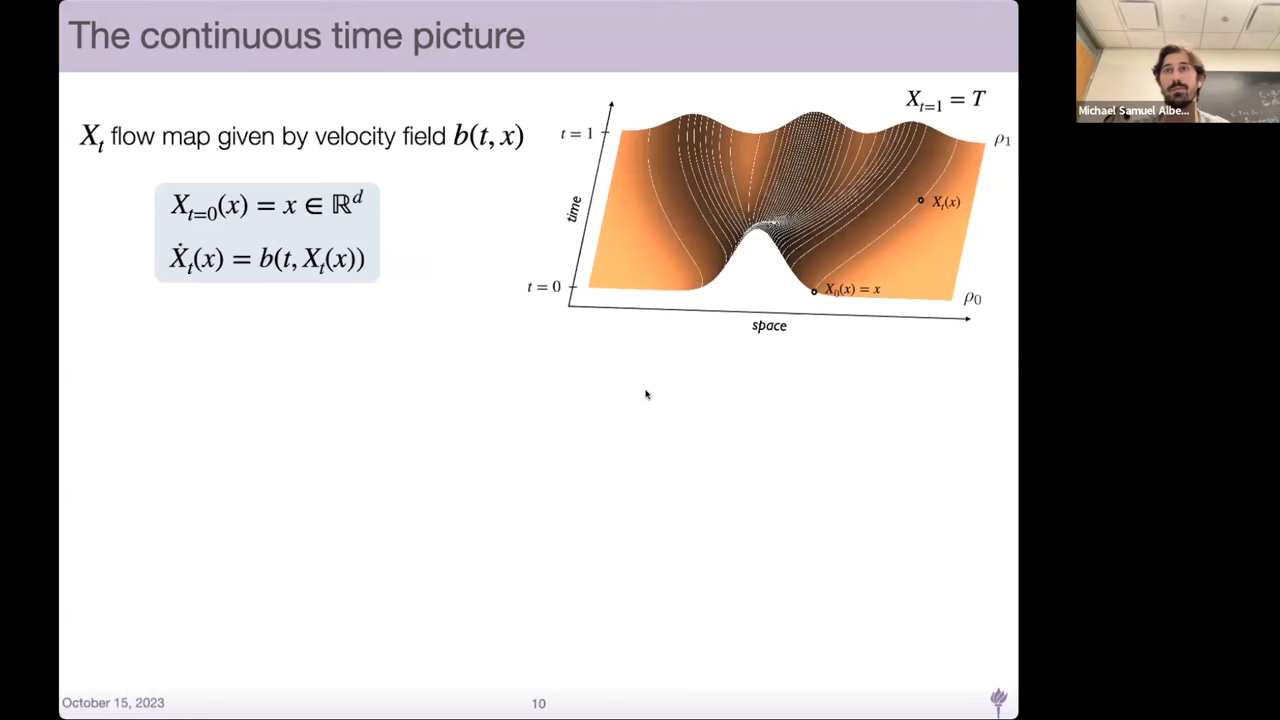 The continuous time picture
X_{t=1} = T
X_t flow map given by velocity field b(t, x)
X_{t=0}(x) = x ∈ ℝ^d
Ẋ_t(x) = b(t, X_t(x))
t = 1
ρ_1
time
X_t(x)
t = 0
X_0(x) = x
ρ_0
space
Michael Samuel Albe...
October 15, 2023
10